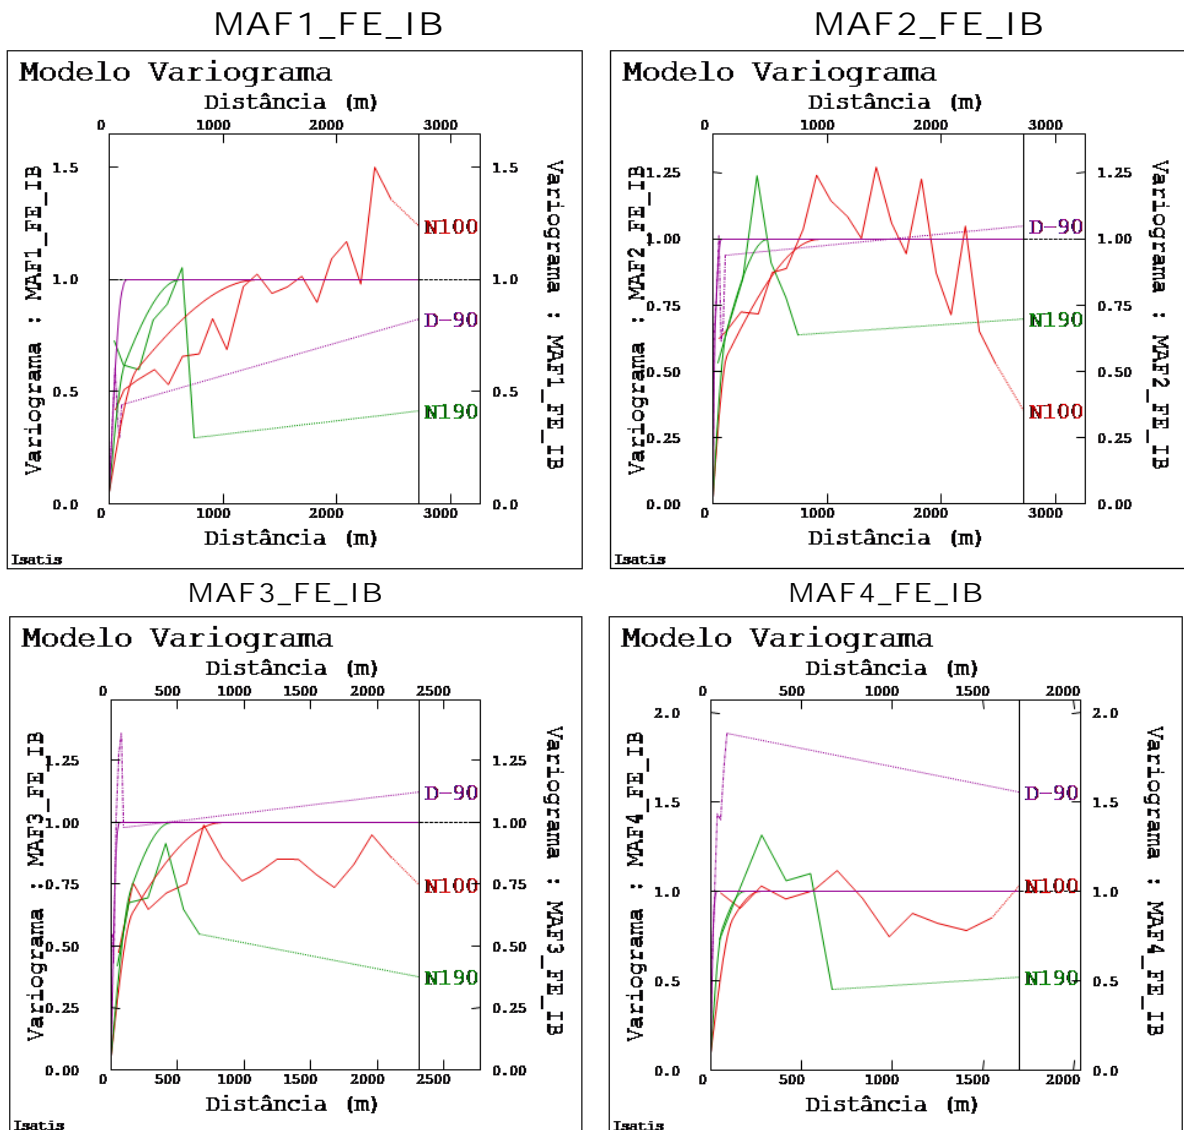 MAF1_FE_IB
MAF2_FE_IB
Modelo Variograma
Distância (m)
0 1000 2000 3000
Variograma : MAF1_FE_IB
1.5
1.0
0.5
0.0
N100
D-90
N190
1.5
1.0
0.5
0.0
Variograma : MAF1_FE_IB
0 1000 2000 3000
Distância (m)
Isatis
Modelo Variograma
Distância (m)
0 1000 2000 3000
Variograma : MAF2_FE_IB
1.25
1.00
0.75
0.50
0.25
0.00
D-90
N190
N100
1.25
1.00
0.75
0.50
0.25
0.00
Variograma : MAF2_FE_IB
0 1000 2000 3000
Distância (m)
Isatis
MAF3_FE_IB
MAF4_FE_IB
Modelo Variograma
Distância (m)
0 500 1000 1500 2000 2500
Variograma : MAF3_FE_IB
1.25
1.00
0.75
0.50
0.25
0.00
D-90
N100
N190
1.25
1.00
0.75
0.50
0.25
0.00
Variograma : MAF3_FE_IB
0 500 1000 1500 2000 2500
Distância (m)
Isatis
Modelo Variograma
Distância (m)
0 500 1000 1500 2000
Variograma : MAF4_FE_IB
2.0
1.5
1.0
0.5
0.0
D-90
N100
N190
2.0
1.5
1.0
0.5
0.0
Variograma : MAF4_FE_IB
0 500 1000 1500 2000
Distância (m)
Isatis